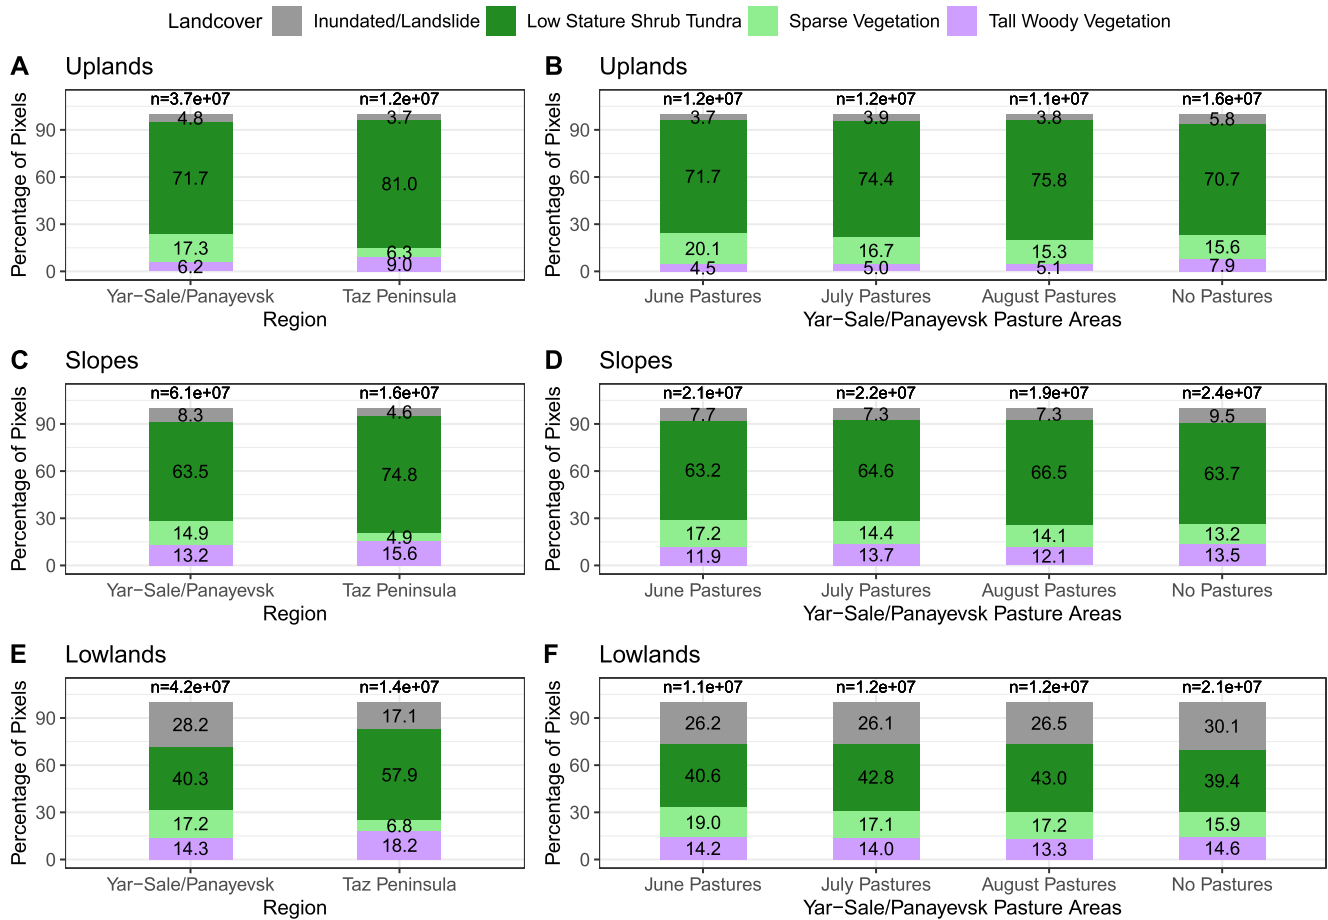 Landcover Inundated/Landslide Low Stature Shrub Tundra Sparse Vegetation Tall Woody Vegetation
A Uplands
n=3.7e+07 n=1.2e+07
4.8 3.7
71.7 81.0
17.3 6.3
6.2 9.0
90
60
30
0
Percentage of Pixels
Yar−Sale/Panayevsk Taz Peninsula
Region
B Uplands
n=1.2e+07 n=1.2e+07 n=1.1e+07 n=1.6e+07
3.7 3.9 3.8 5.8
71.7 74.4 75.8 70.7
20.1 16.7 15.3 15.6
4.5 5.0 5.1 7.9
90
60
30
0
Percentage of Pixels
June Pastures July Pastures August Pastures No Pastures
Yar−Sale/Panayevsk Pasture Areas
C Slopes
n=6.1e+07 n=1.6e+07
8.3 4.6
63.5 74.8
14.9 4.9
13.2 15.6
90
60
30
0
Percentage of Pixels
Yar−Sale/Panayevsk Taz Peninsula
Region
D Slopes
n=2.1e+07 n=2.2e+07 n=1.9e+07 n=2.4e+07
7.7 7.3 7.3 9.5
63.2 64.6 66.5 63.7
17.2 14.4 14.1 13.2
11.9 13.7 12.1 13.5
90
60
30
0
Percentage of Pixels
June Pastures July Pastures August Pastures No Pastures
Yar−Sale/Panayevsk Pasture Areas
E Lowlands
n=4.2e+07 n=1.4e+07
28.2 17.1
40.3 57.9
17.2 6.8
14.3 18.2
90
60
30
0
Percentage of Pixels
Yar−Sale/Panayevsk Taz Peninsula
Region
F Lowlands
n=1.1e+07 n=1.2e+07 n=1.2e+07 n=2.1e+07
26.2 26.1 26.5 30.1
40.6 42.8 43.0 39.4
19.0 17.1 17.2 15.9
14.2 14.0 13.3 14.6
90
60
30
0
Percentage of Pixels
June Pastures July Pastures August Pastures No Pastures
Yar−Sale/Panayevsk Pasture Areas